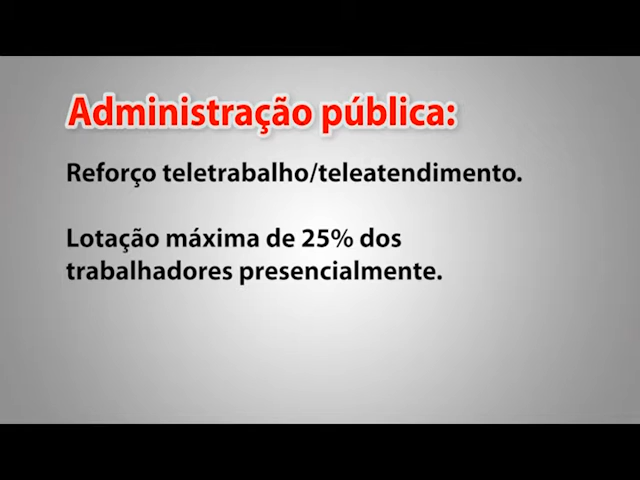 Administração pública:
Reforço teletrabalho/teleatendimento.
Lotação máxima de 25% dos
trabalhadores presencialmente.